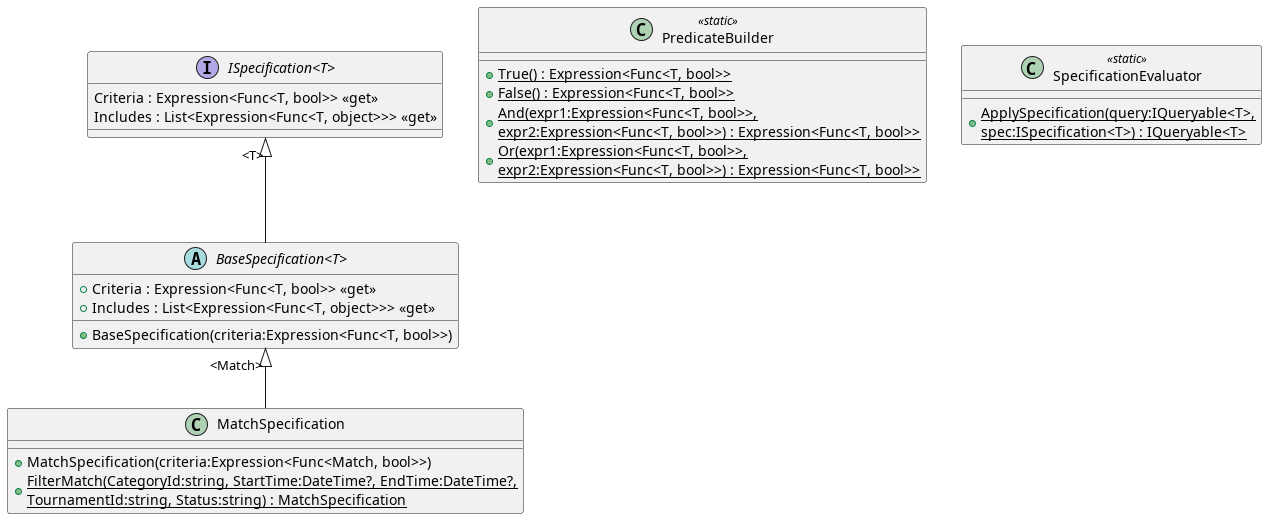 I ISpecification<T>
Criteria : Expression<Func<T, bool>> «get»
Includes : List<Expression<Func<T, object>>> «get»
<T>
A BaseSpecification<T>
Criteria : Expression<Func<T, bool>> «get»
Includes : List<Expression<Func<T, object>>> «get»
BaseSpecification(criteria:Expression<Func<T, bool>>)
<Match>
C MatchSpecification
MatchSpecification(criteria:Expression<Func<Match, bool>>)
FilterMatch(CategoryId:string, StartTime:DateTime?, EndTime:DateTime?,
TournamentId:string, Status:string) : MatchSpecification
«static»
C PredicateBuilder
True() : Expression<Func<T, bool>>
False() : Expression<Func<T, bool>>
And(expr1:Expression<Func<T, bool>>,
expr2:Expression<Func<T, bool>>) : Expression<Func<T, bool>>
Or(expr1:Expression<Func<T, bool>>,
expr2:Expression<Func<T, bool>>) : Expression<Func<T, bool>>
«static»
C SpecificationEvaluator
ApplySpecification(query:IQueryable<T>,
spec:ISpecification<T>) : IQueryable<T>